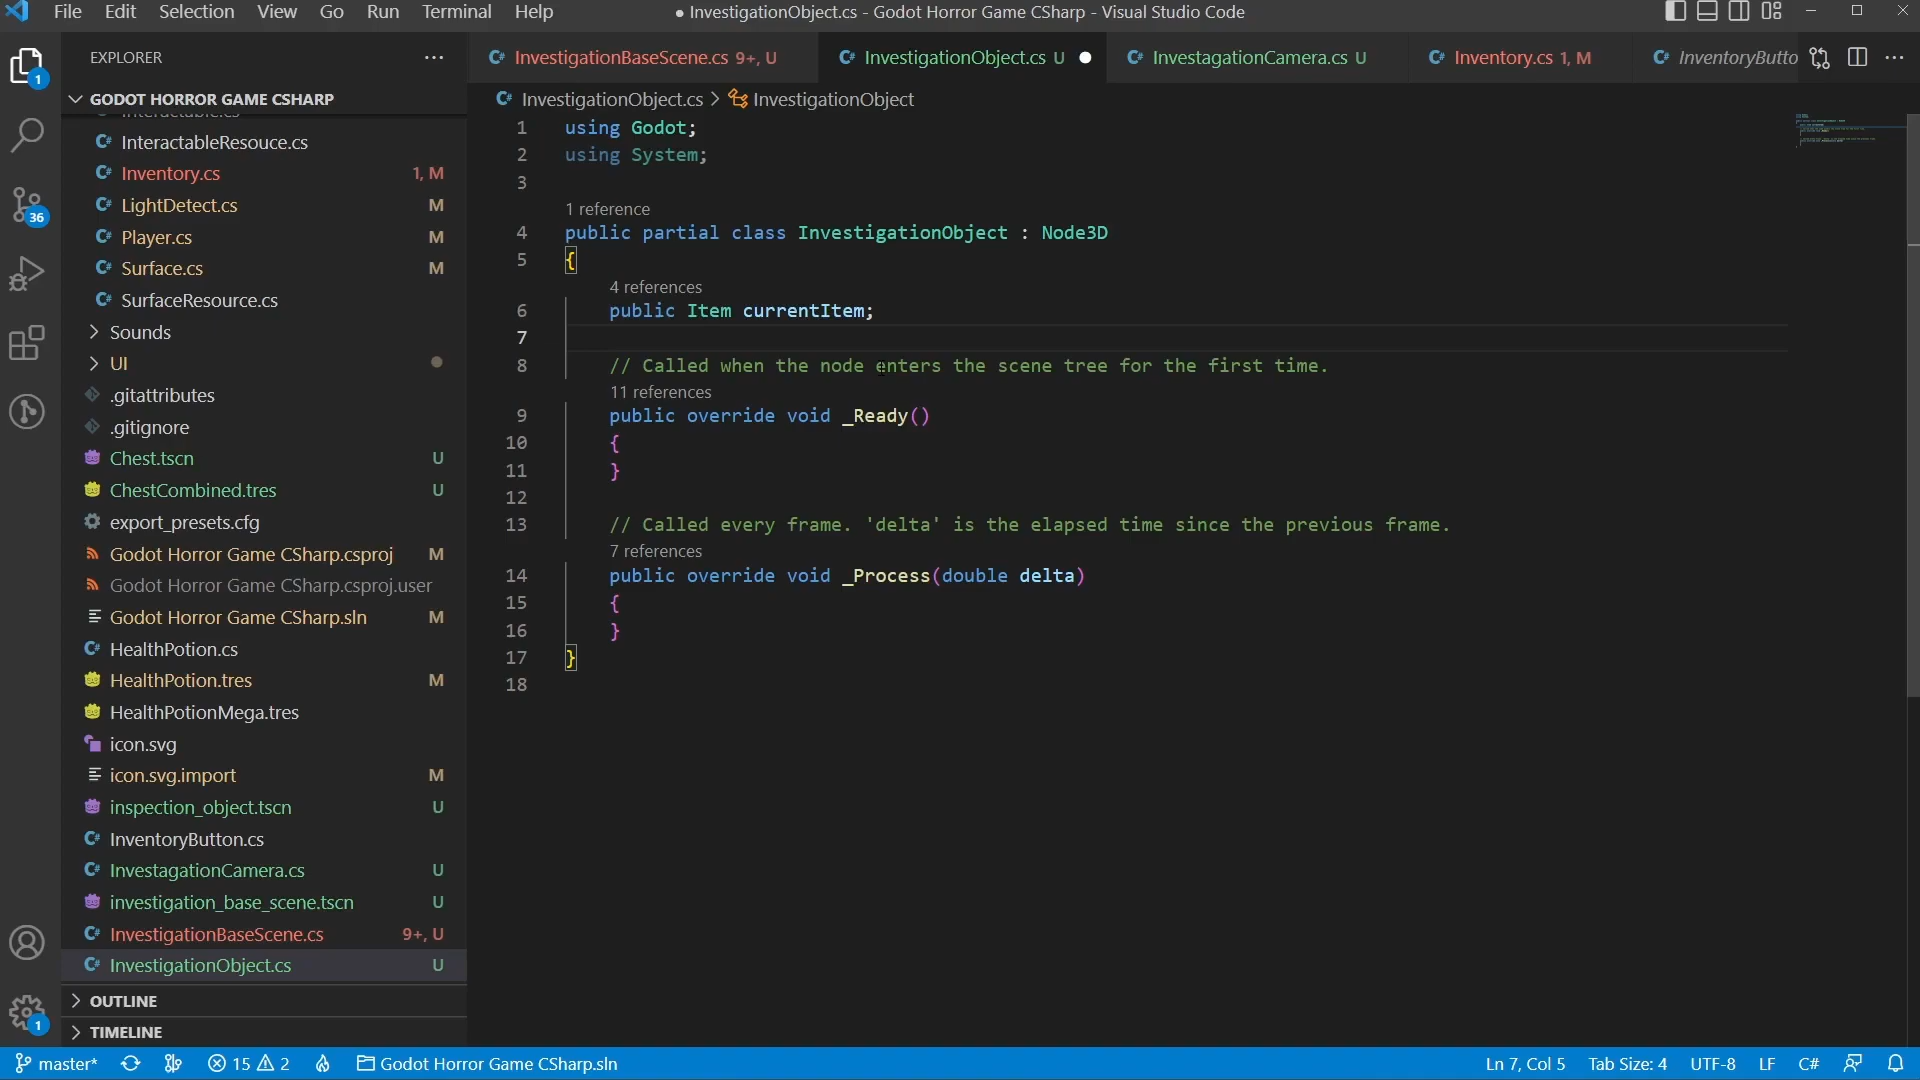 File Edit Selection View Go Run Terminal Help
● InvestigationObject.cs - Godot Horror Game CSharp - Visual Studio Code
EXPLORER
InvestigationBaseScene.cs 9+, U
InvestigationObject.cs U
InvestagationCamera.cs U
Inventory.cs 1, M
InventoryButto
GODOT HORROR GAME CSHARP
InvestigationObject.cs > InvestigationObject
InteractableResouce.cs
Inventory.cs 1, M
LightDetect.cs M
Player.cs M
Surface.cs M
SurfaceResource.cs
Sounds
UI
.gitattributes
.gitignore
Chest.tscn U
ChestCombined.tres U
export_presets.cfg
Godot Horror Game CSharp.csproj M
Godot Horror Game CSharp.csproj.user
Godot Horror Game CSharp.sln M
HealthPotion.cs
HealthPotion.tres M
HealthPotionMega.tres
icon.svg
icon.svg.import M
inspection_object.tscn U
InventoryButton.cs
InvestagationCamera.cs U
investigation_base_scene.tscn U
InvestigationBaseScene.cs 9+, U
InvestigationObject.cs U
OUTLINE
TIMELINE
1
36
1
1 using Godot;
2 using System;
3
1 reference
4 public partial class InvestigationObject : Node3D
5 {
4 references
6 public Item currentItem;
7
8 // Called when the node enters the scene tree for the first time.
11 references
9 public override void _Ready()
10 {
11 }
12
13 // Called every frame. 'delta' is the elapsed time since the previous frame.
7 references
14 public override void _Process(double delta)
15 {
16 }
17 }
18
master* 15 2 Godot Horror Game CSharp.sln
Ln 7, Col 5 Tab Size: 4 UTF-8 LF C#